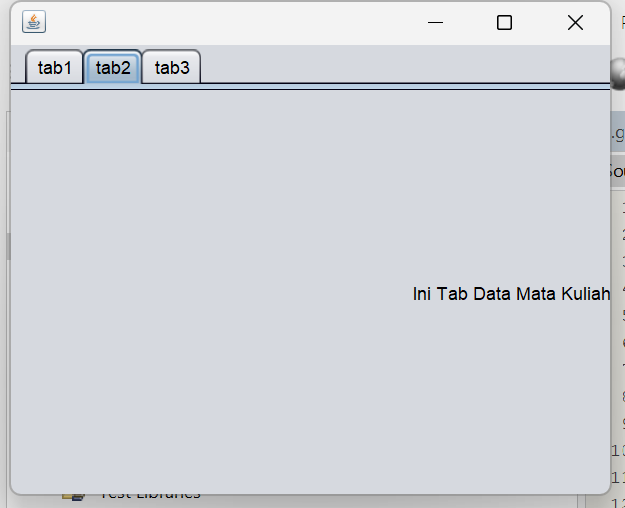 tab1 tab2 tab3
Ini Tab Data Mata Kuliah
Test Libraries